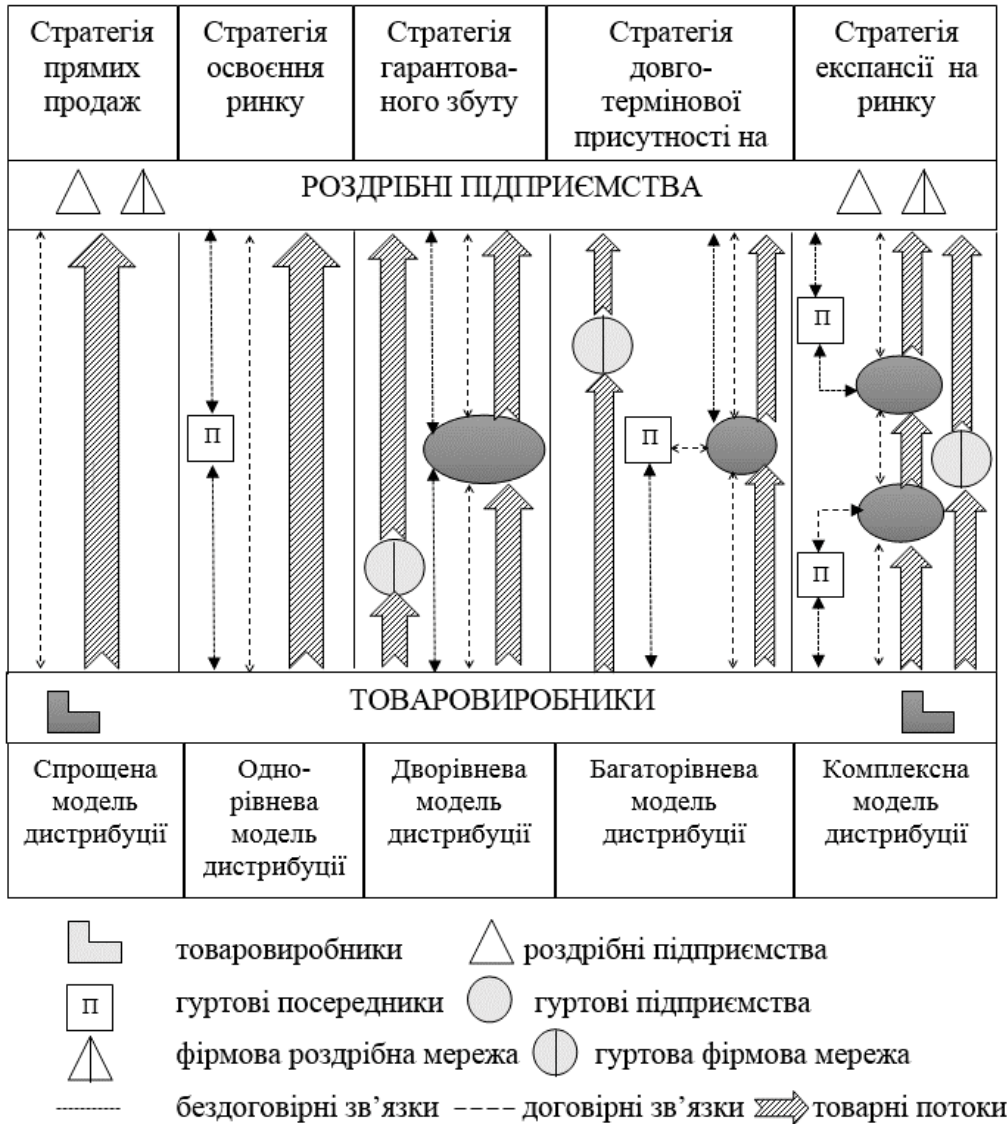 Стратегія
прямих
продаж
Стратегія
освоєння
ринку
Стратегія
гарантова-
ного збуту
Стратегія
довго-
термінової
присутності на
Стратегія
експансії на
ринку
РОЗДРІБНІ ПІДПРИЄМСТВА
П
П
П
П
ТОВАРОВИРОБНИКИ
Спрощена
модель
дистрибуції
Одно-
рівнева
модель
дистрибуції
Дворівнева
модель
дистрибуції
Багаторівнева
модель
дистрибуції
Комплексна
модель
дистрибуції
товаровиробники
роздрібні підприємства
П
гуртові посередники
гуртові підприємства
фірмова роздрібна мережа
гуртова фірмова мережа
бездоговірні зв’язки
договірні зв’язки
товарні потоки